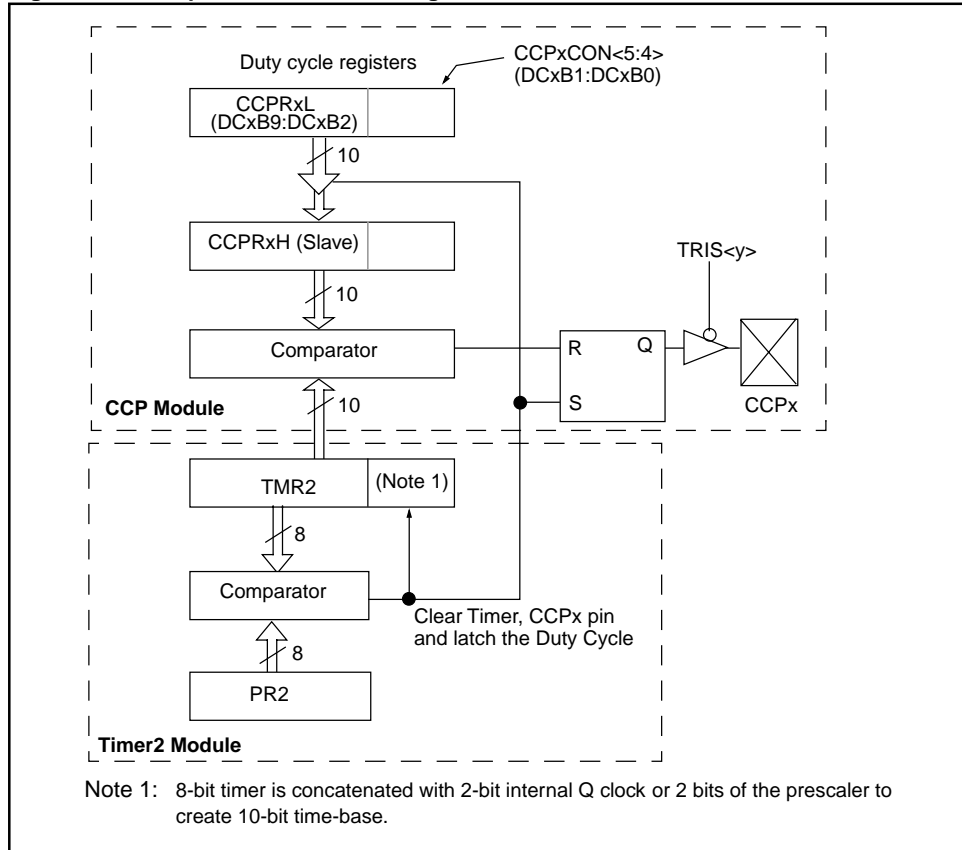 Duty cycle registers
CCPxCON<5:4>
(DCxB1:DCxB0)
CCPRxL
(DCxB9:DCxB2)
10
CCPRxH (Slave)
TRIS<y>
10
Comparator
R
Q
S
CCPx
10
CCP Module
TMR2
(Note 1)
8
Comparator
Clear Timer, CCPx pin
and latch the Duty Cycle
8
PR2
Timer2 Module
Note 1: 8-bit timer is concatenated with 2-bit internal Q clock or 2 bits of the prescaler to
create 10-bit time-base.